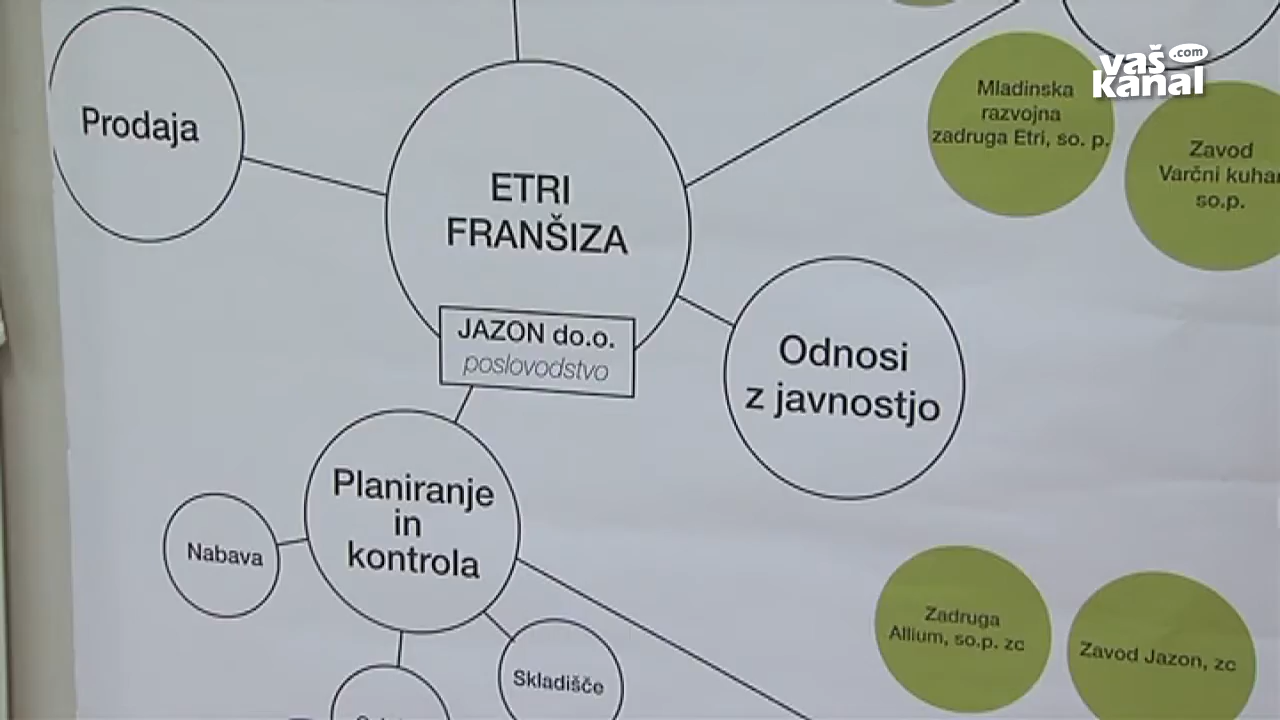 vaš
.com
kanal
Prodaja
ETRI
FRANŠIZA
JAZON do.o.
poslovodstvo
Mladinska
razvojna
zadruga Etri, so. p.
Zavod
Varčni kuhar
so.p.
Odnosi
z javnostjo
Planiranje
in
kontrola
Nabava
Skladišče
Zadruga
Allium, so.p. zc
Zavod Jazon, zc